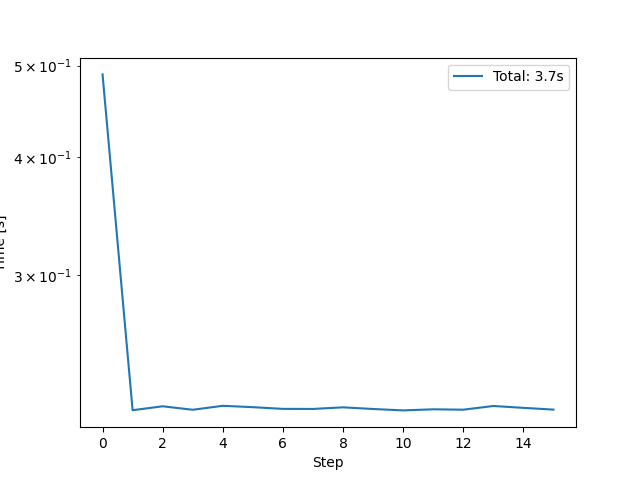 5 × 10⁻¹
Total: 3.7s
4 × 10⁻¹
3 × 10⁻¹
[s]
0 2 4 6 8 10 12 14
Step